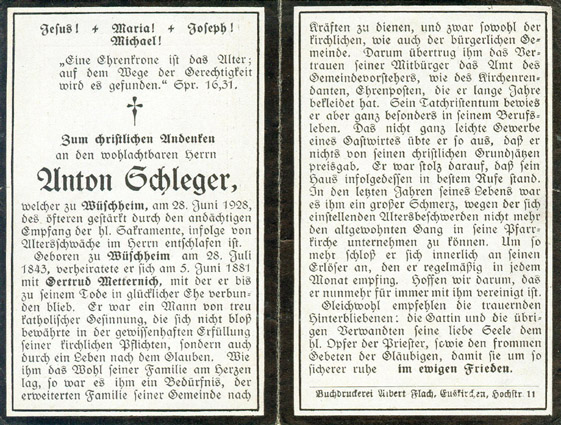 Jesus! + Maria! + Joseph!
Michael!
„Eine Ehrenkrone ist das Alter;
auf dem Wege der Gerechtigkeit
wird es gefunden.“ Spr. 16,31.
†
Zum christlichen Andenken
an den wohlachtbaren Herrn
Anton Schleger,
welcher zu Wüschheim, am 28. Juni 1928,
des öfteren gestärkt durch den andächtigen
Empfang der hl. Sakramente, infolge von
Altersschwäche im Herrn entschlafen ist.
Geboren zu Wüschheim am 28. Juli
1843, verheiratete er sich am 5. Juni 1881
mit Gertrud Metternich, mit der er bis
zu seinem Tode in glücklicher Ehe verbun-
den blieb. Er war ein Mann von treu
katholischer Gesinnung, die sich nicht bloß
bewährte in der gewissenhaften Erfüllung
seiner kirchlichen Pflichten, sondern auch
durch ein Leben nach dem Glauben. Wie
ihm das Wohl seiner Familie am Herzen
lag, so war es ihm ein Bedürfnis, der
erweiterten Familie seiner Gemeinde nach
Kräften zu dienen, und zwar sowohl der
kirchlichen, wie auch der bürgerlichen Ge-
meinde. Darum übertrug ihm das Ver-
trauen seiner Mitbürger das Amt des
Gemeindevorstehers, wie des Kirchenren-
danten, Ehrenposten, die er lange Jahre
bekleidet hat. Sein Tatchristentum bewies
er aber ganz besonders in seinem Berufs-
leben. Das nicht ganz leichte Gewerbe
eines Gastwirtes übte er so aus, daß er
nichts von seinen christlichen Grundsätzen
preisgab. Er war stolz darauf, daß sein
Haus infolgedessen in bestem Rufe stand.
In den letzten Jahren seines Lebens war
es ihm ein großer Schmerz, wegen der sich
einstellenden Altersbeschwerden nicht mehr
den altgewohnten Gang in seine Pfarr-
kirche unternehmen zu können. Um so
mehr schloß er sich innerlich an seinen
Erlöser an, den er regelmäßig in jedem
Monat empfing. Hoffen wir darum, das
er nunmehr für immer mit ihm vereinigt ist.
Gleichwohl empfehlen die trauernden
Hinterbliebenen: die Gattin und die übri-
gen Verwandten seine liebe Seele dem
hl. Opfer der Priester, sowie den frommen
Gebeten der Gläubigen, damit sie um so
sicherer ruhe im ewigen Frieden.
Buchdruckerei Albert Flach, Euskirchen, Hochstr 11